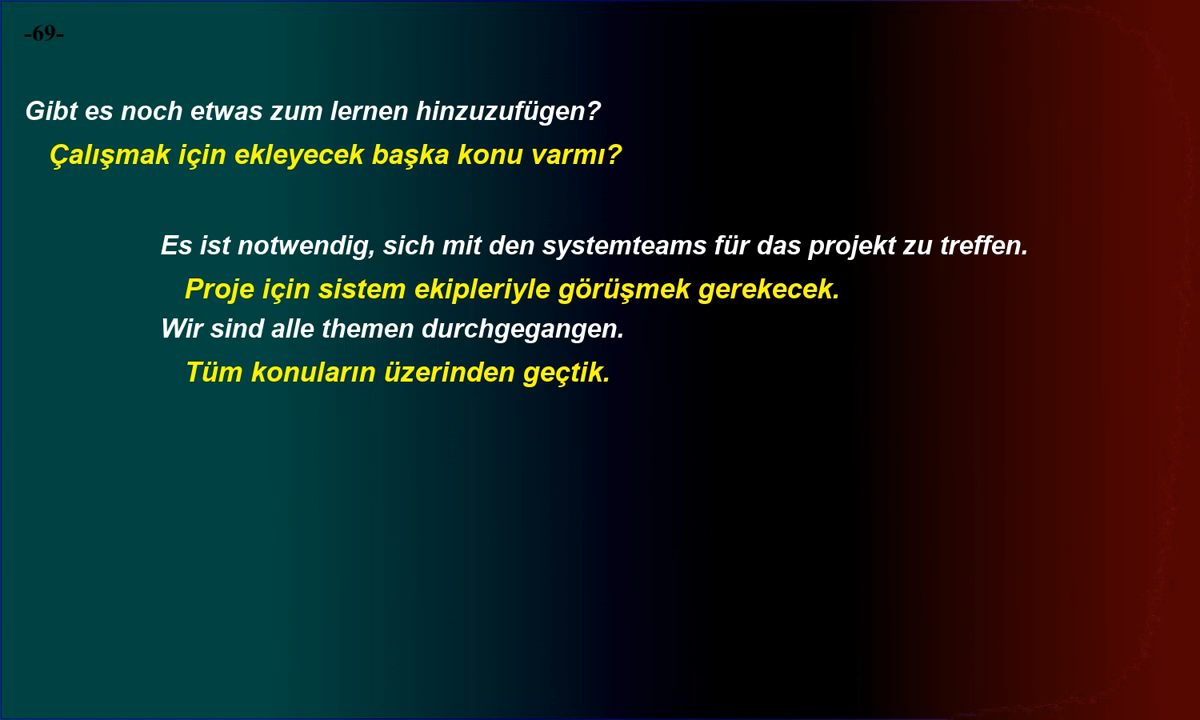 -69-
Gibt es noch etwas zum lernen hinzuzufügen?
Çalışmak için ekleyecek başka konu varmı?
Es ist notwendig, sich mit den systemteams für das projekt zu treffen.
Proje için sistem ekipleriyle görüşmek gerekecek.
Wir sind alle themen durchgegangen.
Tüm konuların üzerinden geçtik.